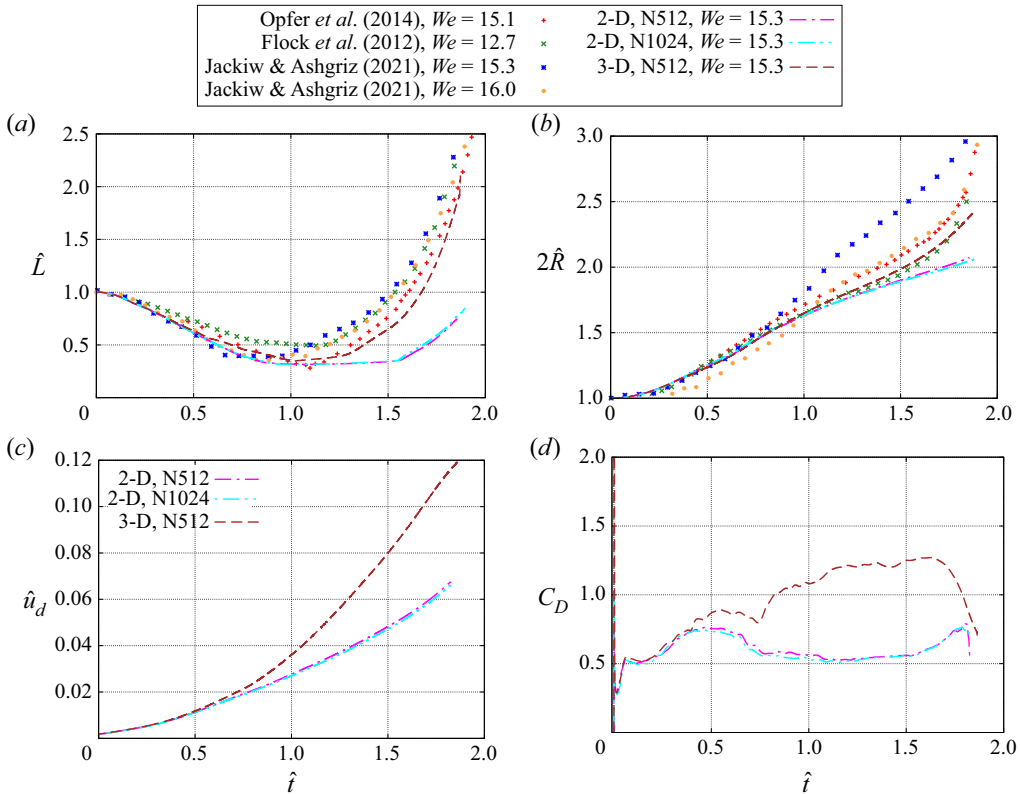 Opfer et al. (2014), We = 15.1
Flock et al. (2012), We = 12.7
Jackiw & Ashgriz (2021), We = 15.3
Jackiw & Ashgriz (2021), We = 16.0
2-D, N512, We = 15.3
2-D, N1024, We = 15.3
3-D, N512, We = 15.3
(a)
2.5
2.0
1.5
1.0
0.5
L̂
0 0.5 1.0 1.5 2.0
(b)
3.0
2.5
2.0
1.5
1.0
2R̂
0 0.5 1.0 1.5 2.0
(c)
0.12
0.10
0.08
0.06
0.04
0.02
û_d
2-D, N512
2-D, N1024
3-D, N512
0 0.5 1.0 1.5 2.0
t̂
(d)
2.0
1.5
1.0
0.5
0
C_D
0 0.5 1.0 1.5 2.0
t̂